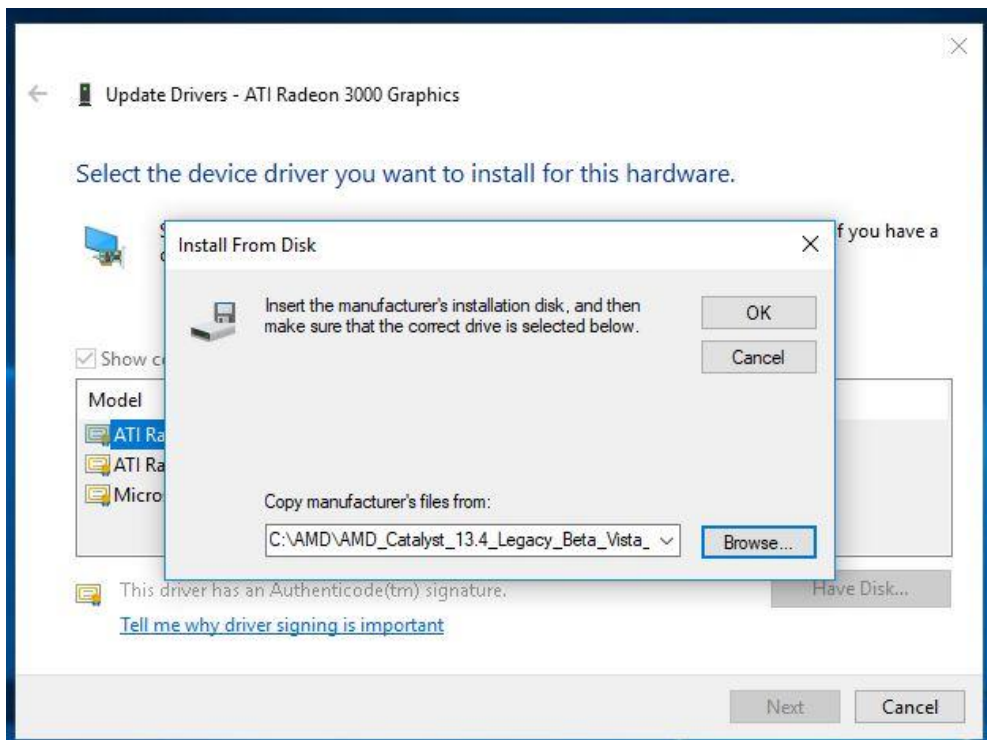 Update Drivers - ATI Radeon 3000 Graphics
Select the device driver you want to install for this hardware.
f you have a
Install From Disk
Insert the manufacturer's installation disk, and then
make sure that the correct drive is selected below.
OK
Cancel
Show c
Model
ATI Ra
ATI Ra
Micro
Copy manufacturer's files from:
C:\AMD\AMD_Catalyst_13.4_Legacy_Beta_Vista_
Browse...
This driver has an Authenticode(tm) signature.
Have Disk...
Tell me why driver signing is important
Next
Cancel